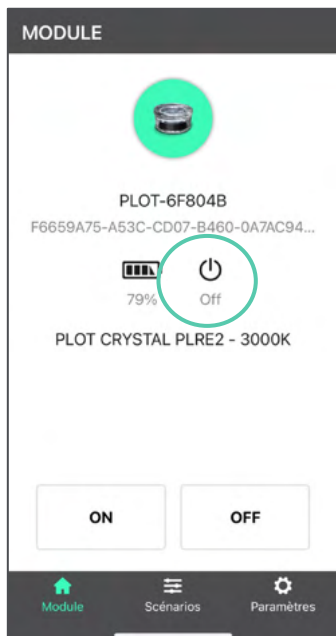 MODULE
PLOT-6F804B
F6659A75-A53C-CD07-B460-0A7AC94...
79% Off
PLOT CRYSTAL PLRE2 - 3000K
ON OFF
Module Scénarios Paramètres